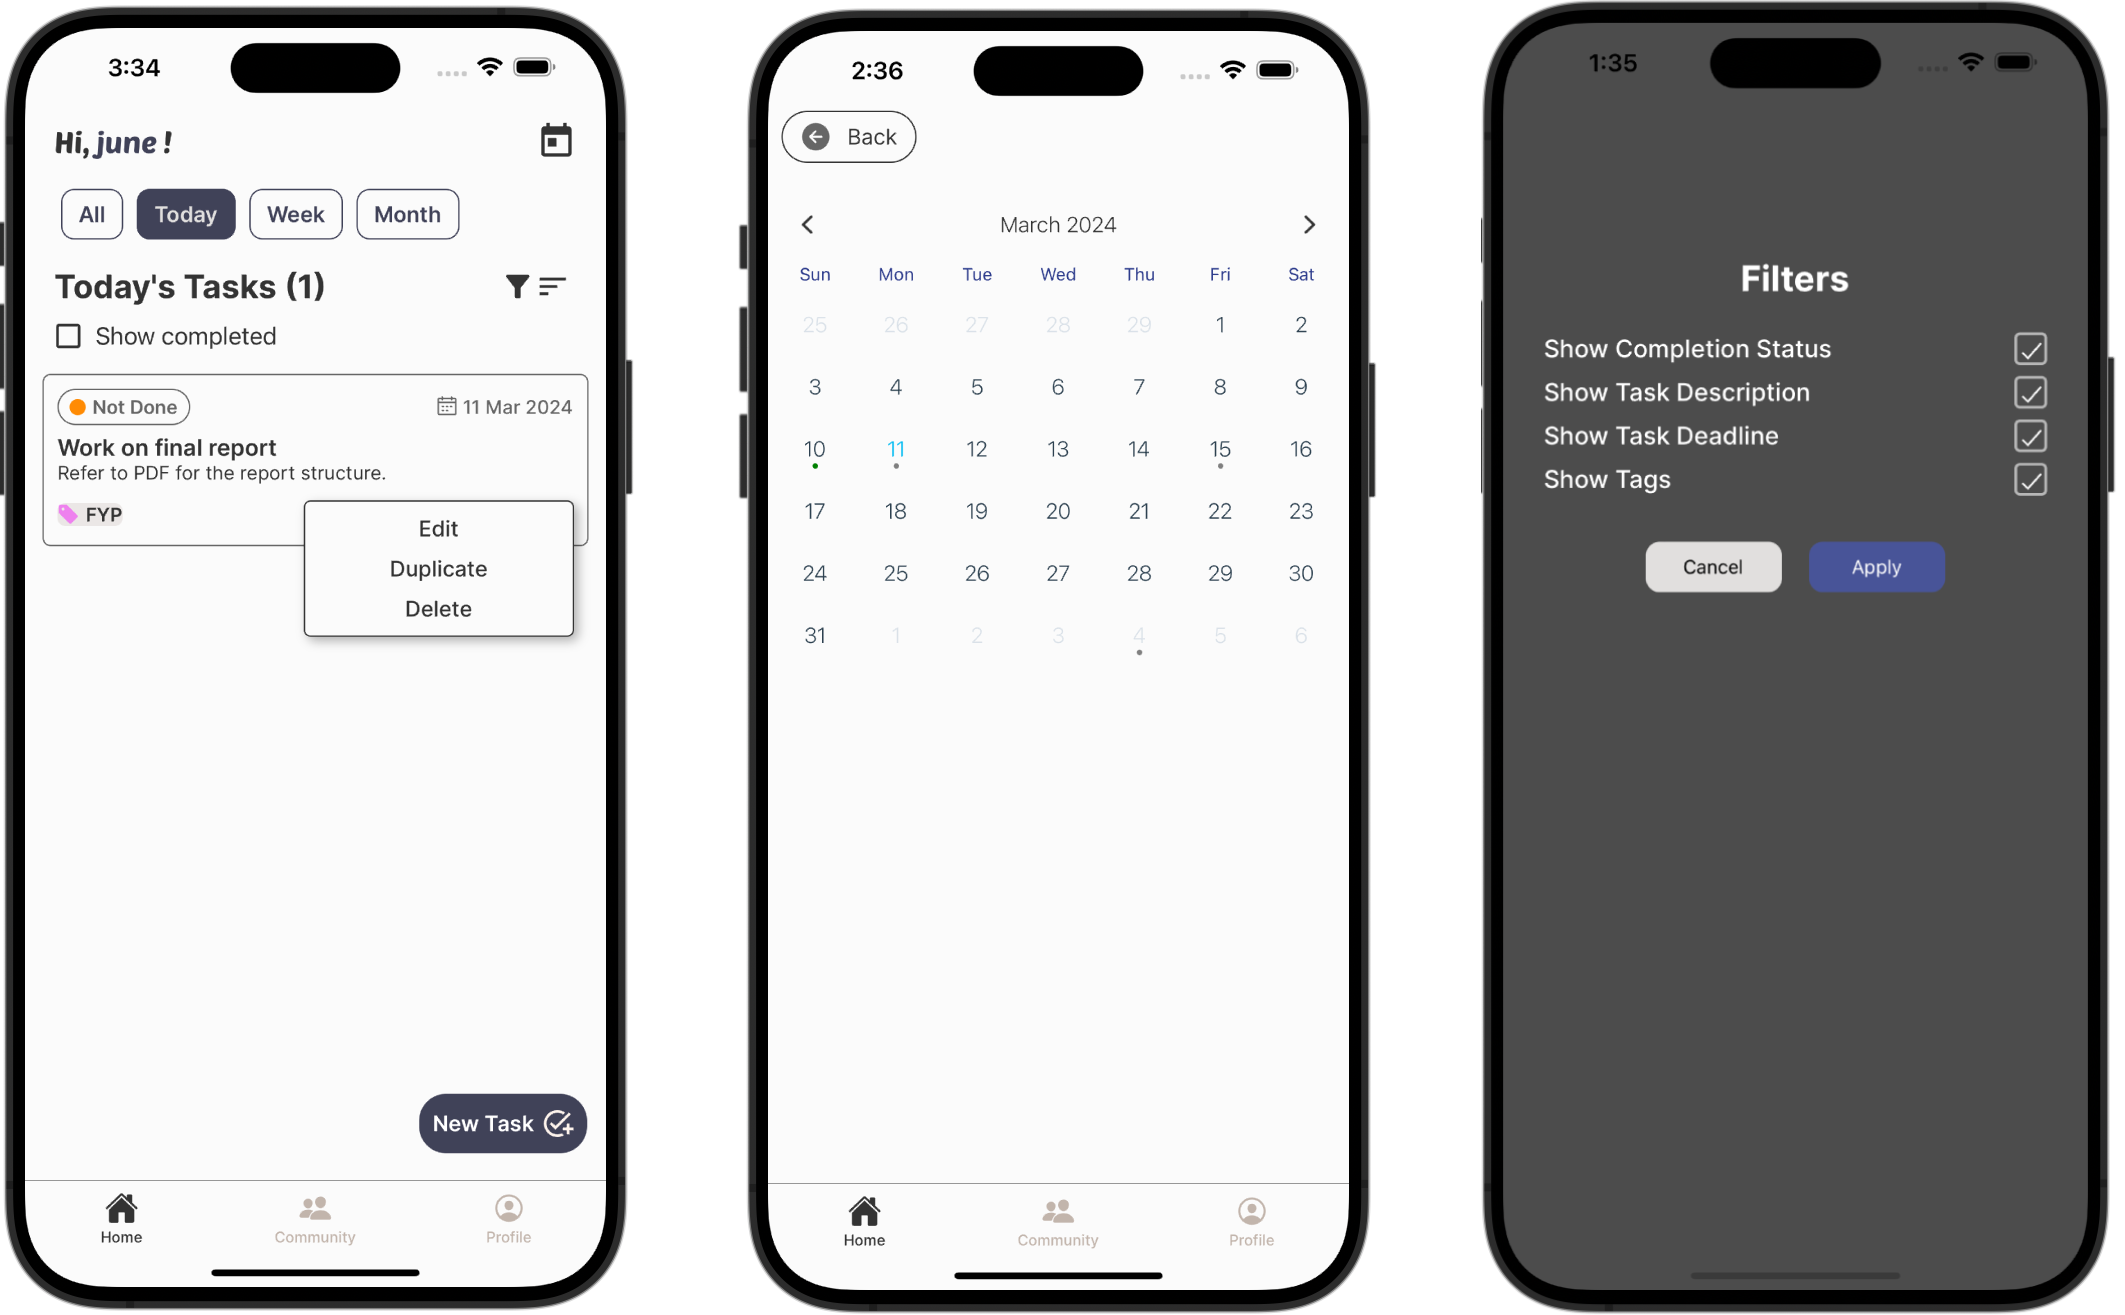 3:34
Hi, june !
All Today Week Month
Today's Tasks (1)
Show completed
Not Done 11 Mar 2024
Work on final report
Refer to PDF for the report structure.
FYP
Edit
Duplicate
Delete
New Task
Home Community Profile
2:36
Back
March 2024
Sun Mon Tue Wed Thu Fri Sat
25 26 27 28 29 1 2
3 4 5 6 7 8 9
10 11 12 13 14 15 16
17 18 19 20 21 22 23
24 25 26 27 28 29 30
31 1 2 3 4 5 6
Home Community Profile
1:35
Filters
Show Completion Status
Show Task Description
Show Task Deadline
Show Tags
Cancel Apply